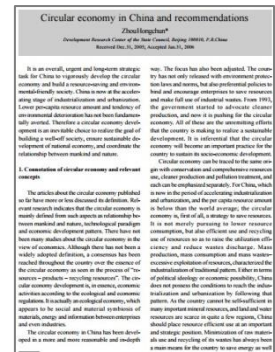 Circular economy in China and recommendations
ZhouHongchun*
Development Research Center of the State Council, Beijing 100010, P.R.China
Received Dec.31, 2005; Accepted Jan.31, 2006
It is an overall, urgent and long-term strategic
task for China to vigorously develop the circular
economy and build a resource-saving and environ-
mental-friendly society. China is now at the acceler-
ating stage of industrialization and urbanization.
Lower per-capita resource amount and tendency of
environmental deterioration has not been fundamen-
tally averted. Therefore a circular economy develop-
ment is an inevitable choice to realize the goal of
building a well-off society, ensure sustainable de-
velopment of national economy, and coordinate the
relationship between mankind and nature.
1. Connotation of circular economy and relevant
concepts
The articles about the circular economy published
so far have more or less discussed its definition. Rel-
evant research indicates that the circular economy is
mainly defined from such aspects as relationship be-
tween mankind and nature, technological paradigm
and economic development pattern. There have not
been many studies about the circular economy in the
view of economics. Although there has not been a
widely adopted definition, a consensus has been
reached throughout the world over the essence of the
circular economy as seen in the process of "re-
sources – products – recycling resources". The cir-
cular economy development is, in essence, economic
activities according to the ecological and economic
regulations. It is actually an ecological economy, which
appears to be social and material synthesis of
materials, energy and information between enterprises
and even industries.
The circular economy in China has been devel-
oped in a more and more reasonable and in-depth
way. The focus has also been adjusted. The coun-
try has not only released with environment protec-
tion laws and norms, but also preferential policies to
bind and encourage enterprises to save resources
and make full use of industrial wastes. From 1993,
the government started to advocate cleaner
production, and now it is pushing for the circular
economy. All of these are the unremitting efforts
that the country is making to realize a sustainable
development. It is inferential that the circular
economy will become an important practice for the
country to sustain its socio-economic development.
Circular economy can be traced to the same ori-
gin with conservation and comprehensive resources
use, cleaner production and pollution treatment, and
each can be emphasized separately. For China, which
is now in the period of accelerating industrialization
and urbanization, and the per capita resource amount
is below than the world average; the circular
economy is, first of all, a strategy to save resources.
It is not merely pursuing to lower resource
consumption, but also efficient use and recycling
use of resources so as to raise the utilization effi-
ciency and reduce wastes discharge. Mass
production, mass consumption and mass wastes–
excessive exploitation of resources, characterized the
industrialization of traditional pattern. Either in terms
of political ideology or economic possibility, China
does not possess the conditions to reach the indus-
trialization and urbanization by following that
pattern. As the country cannot be self-sufficient in
many important mineral resources, and land and water
resources are scarce in quite a few regions, China
should place resource efficient use at an important
and strategic position. Minimization of raw materi-
als use and recycling of its wastes has always been
a main means for the country to save energy as well